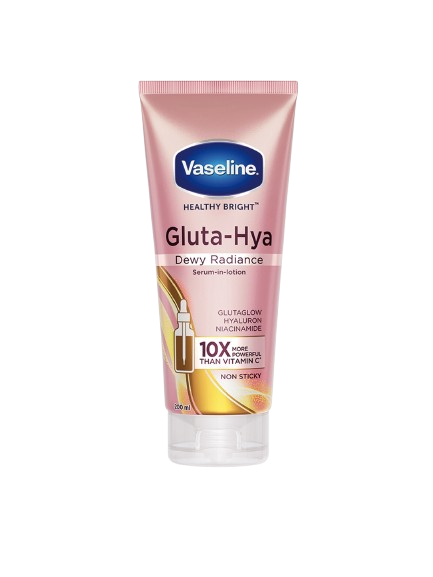 Vaseline.
HEALTHY BRIGHT™
Gluta-Hya
Dewy Radiance
Serum-in-lotion
GLUTAGLOW
HYALURON
NIACINAMIDE
10X MORE POWERFUL
THAN VITAMIN C*
NON STICKY
200 ml